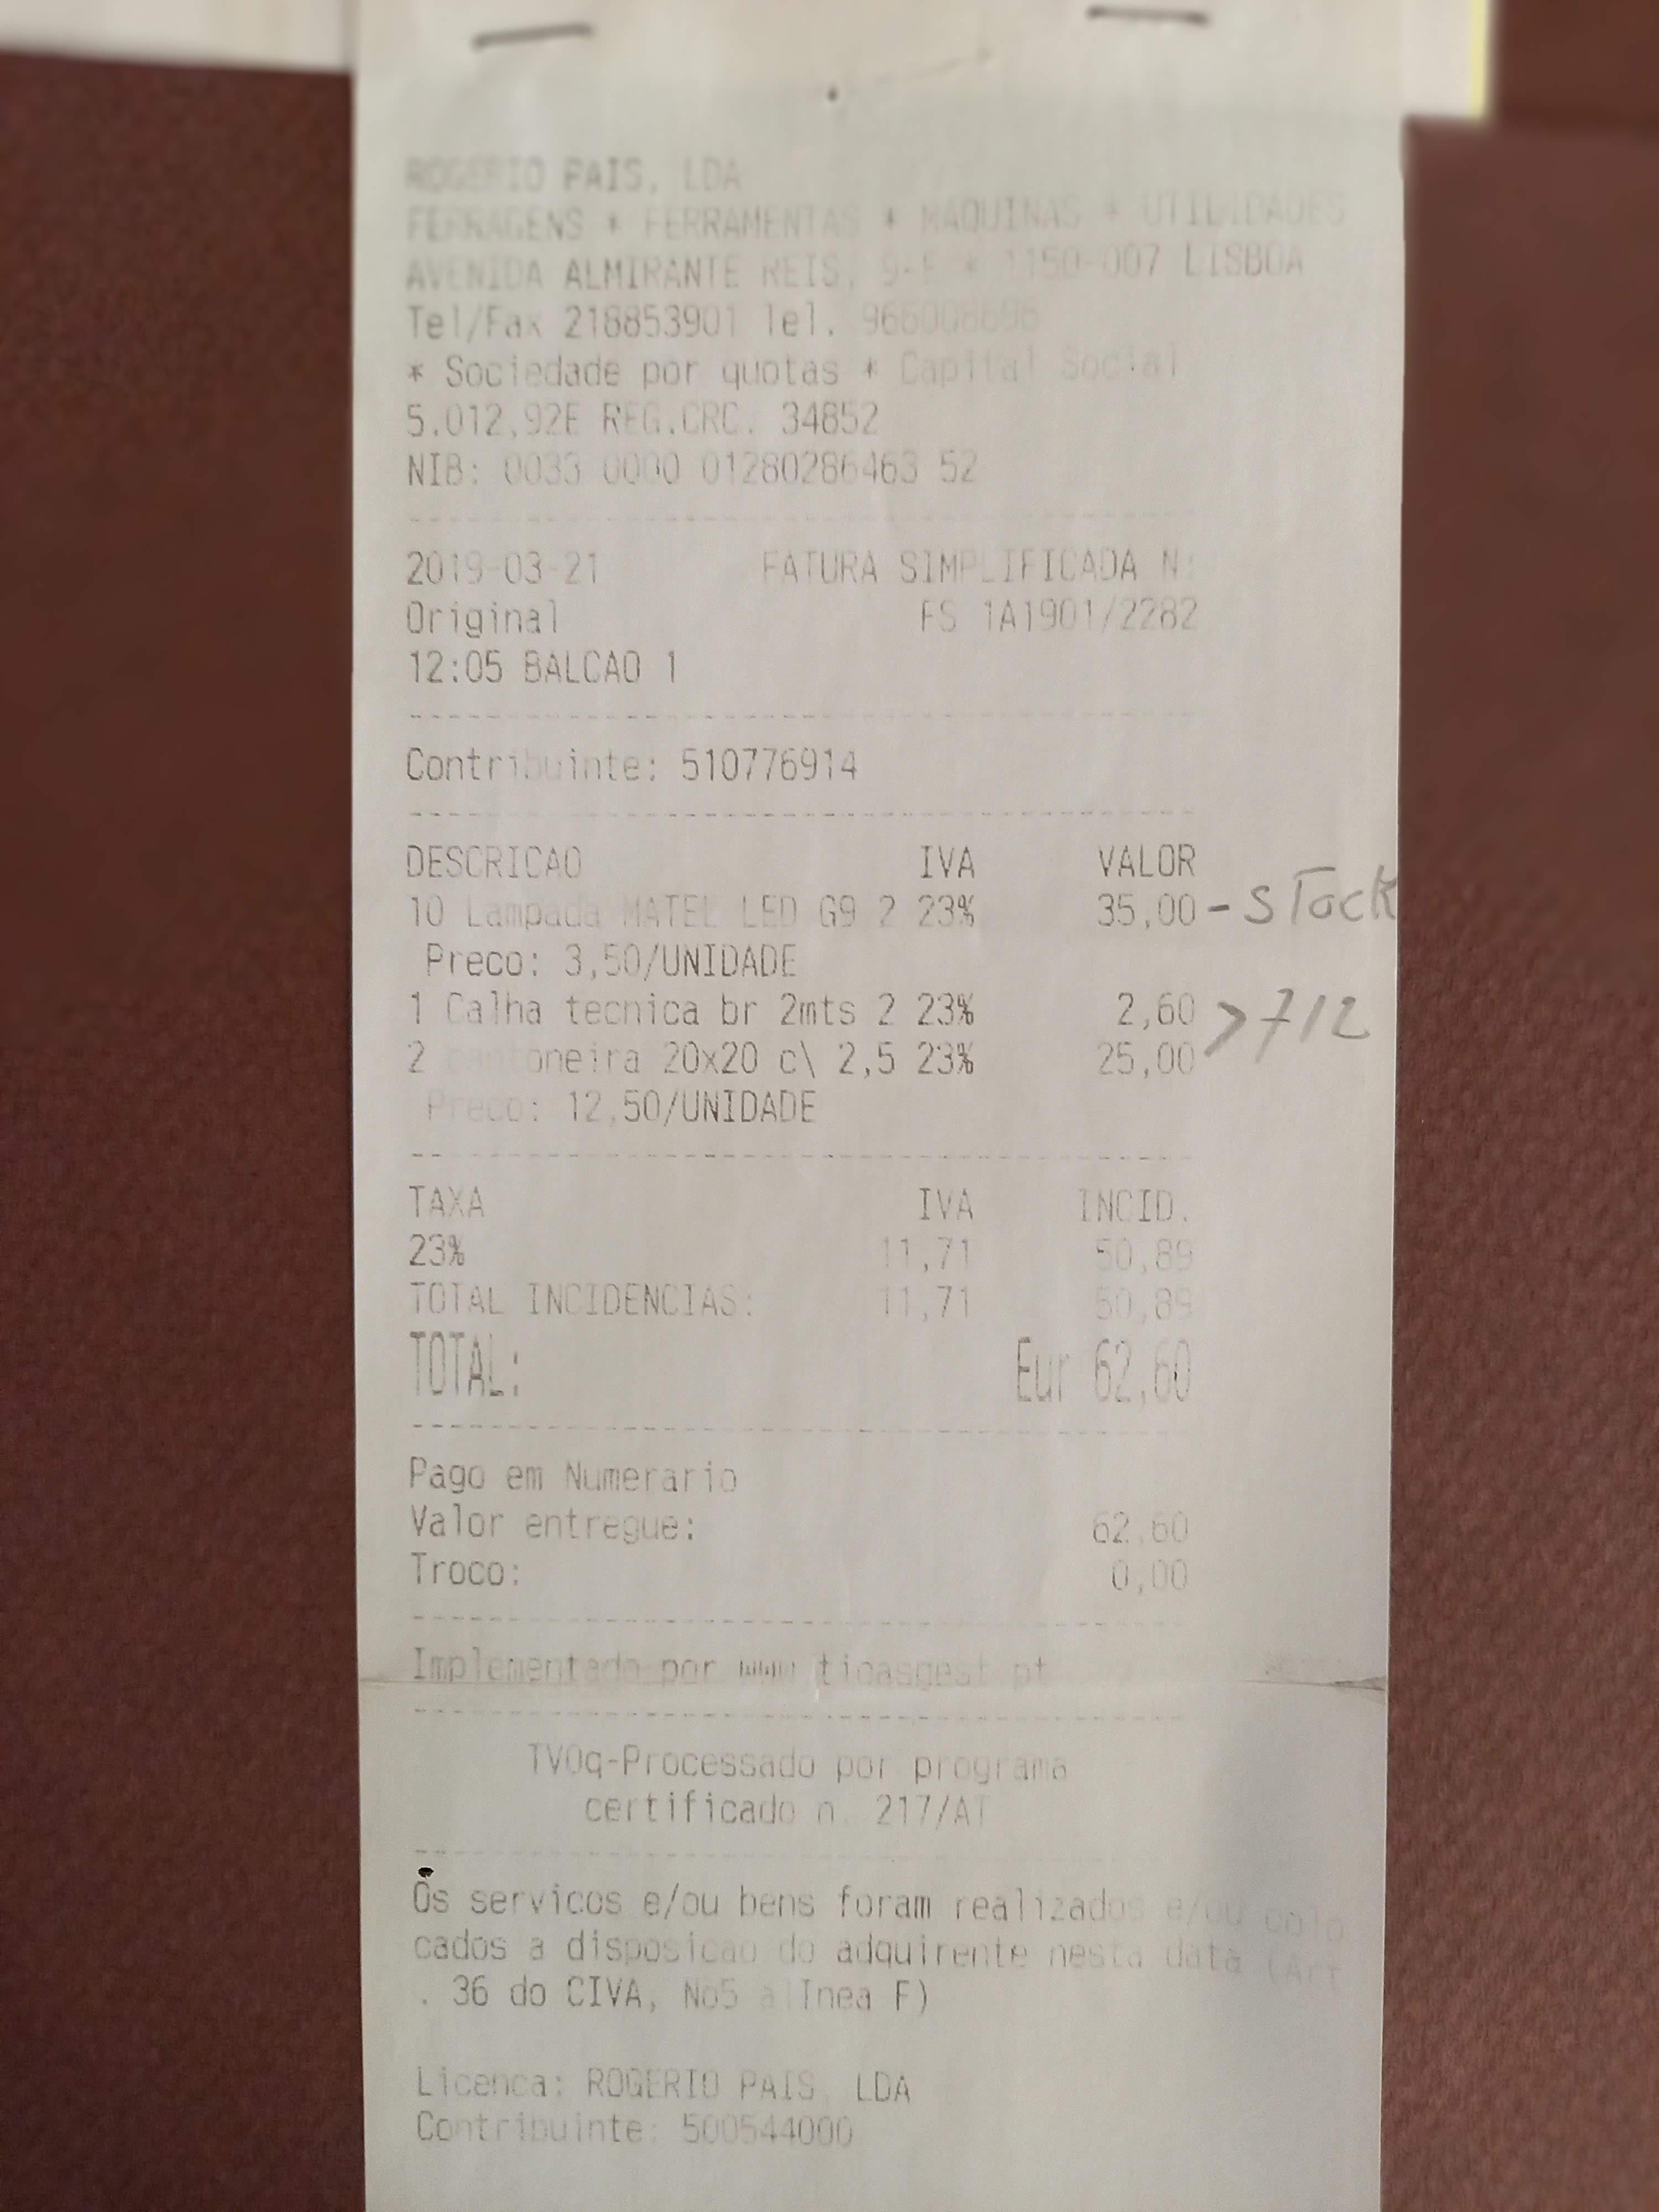 ROGERIO PAIS, LDA
FERRAGENS * FERRAMENTAS * MAQUINAS * UTILIDADES
AVENIDA ALMIRANTE REIS, 9-F * 1150-007 LISBOA
Tel/Fax 218853901 Tel. 966008696
* Sociedade por quotas * Capital Social
5.012,92E REG.CRC. 34852
NIB: 0033 0000 01280286463 52
2019-03-21 FATURA SIMPLIFICADA N:
Original FS 1A1901/2282
12:05 BALCAO 1
Contribuinte: 510776914
DESCRICAO IVA VALOR
10 Lampada MATEL LED G9 2 23% 35,00 - STock
Preco: 3,50/UNIDADE
1 Calha tecnica br 2mts 2 23% 2,60 > 712
2 cantoneira 20x20 c\ 2,5 23% 25,00
Preco: 12,50/UNIDADE
TAXA IVA INCID.
23% 11,71 50,89
TOTAL INCIDENCIAS: 11,71 50,89
TOTAL: Eur 62,60
Pago em Numerario
Valor entregue: 62,60
Troco: 0,00
Implementado por www
TVOq-Processado por programa
certificado n. 217/AT
Os servicos e/ou bens foram realizados e/ou colo
cados a disposicao do adquirente nesta data (Art
. 36 do CIVA, No5 alInea F)
Licenca: ROGERIO PAIS, LDA
Contribuinte: 500544000